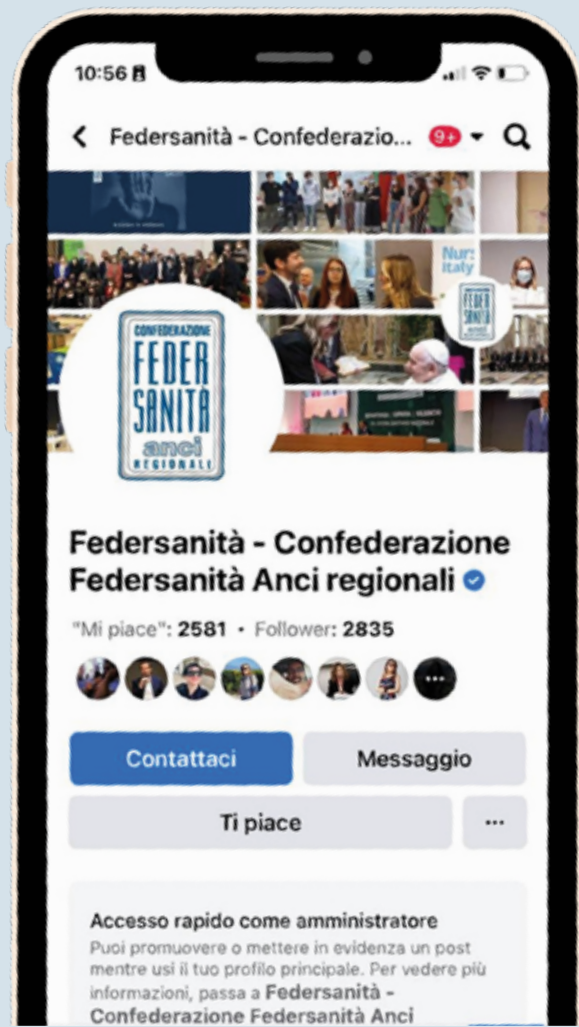 10:56
Federsanità - Confederazio... 9+
Nur:
italy
CONFEDERAZIONE
FEDER
SANITÀ
anci
REGIONALI
FEDER
SANITÀ
Federsanità - Confederazione
Federsanità Anci regionali
"Mi piace": 2581 • Follower: 2835
Contattaci
Messaggio
Ti piace
...
Accesso rapido come amministratore
Puoi promuovere o mettere in evidenza un post
mentre usi il tuo profilo principale. Per vedere più
informazioni, passa a Federsanità -
Confederazione Federsanità Anci